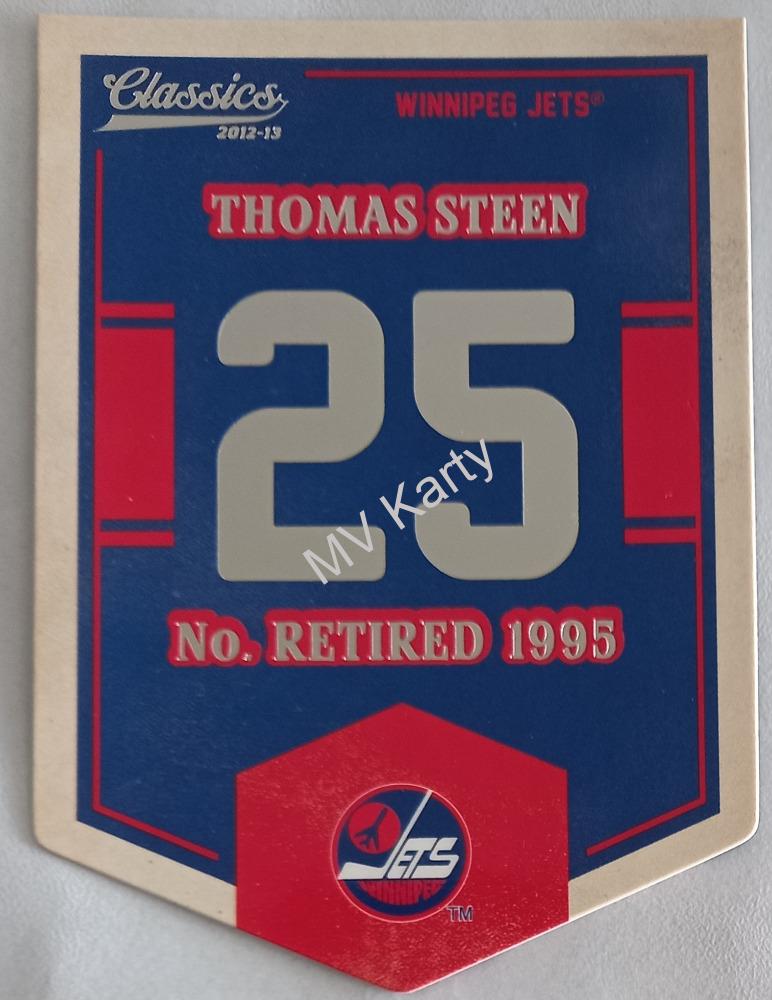 Classics
2012-13
WINNIPEG JETS®
THOMAS STEEN
25
MV Karty
No. RETIRED 1995
JETS
WINNIPEG
TM